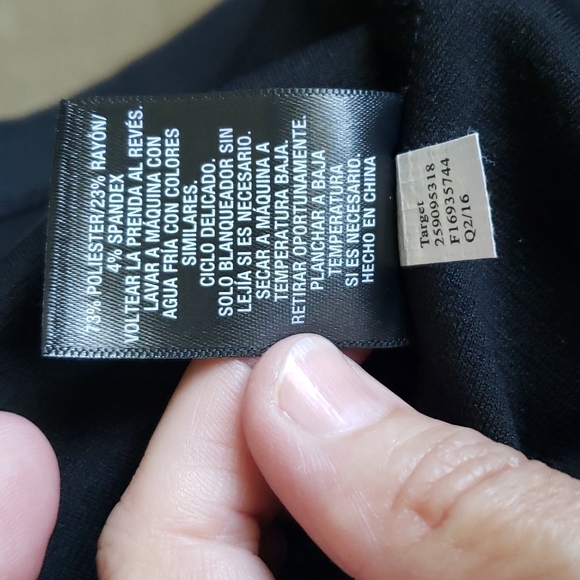 73% POLIESTER/23% RAYÓN/
4% SPANDEX
VOLTEAR LA PRENDA AL REVÉS.
LAVAR A MÁQUINA CON
AGUA FRÍA CON COLORES
SIMILARES.
CICLO DELICADO.
SOLO BLANQUEADOR SIN
LEJÍA SI ES NECESARIO.
SECAR A MÁQUINA A
TEMPERATURA BAJA.
RETIRAR OPORTUNAMENTE.
PLANCHAR A BAJA
TEMPERATURA
SI ES NECESARIO.
HECHO EN CHINA
Target
259095318
F16935744
Q2/16